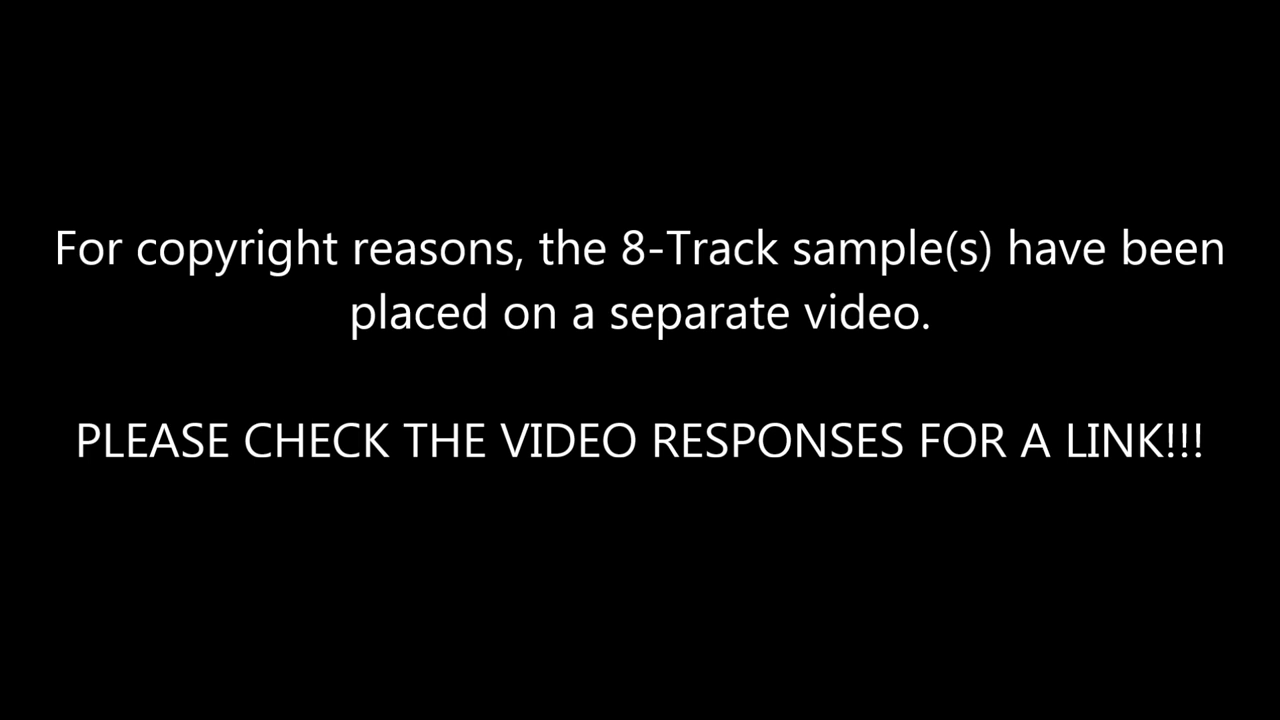 For copyright reasons, the 8-Track sample(s) have been
placed on a separate video.
PLEASE CHECK THE VIDEO RESPONSES FOR A LINK!!!